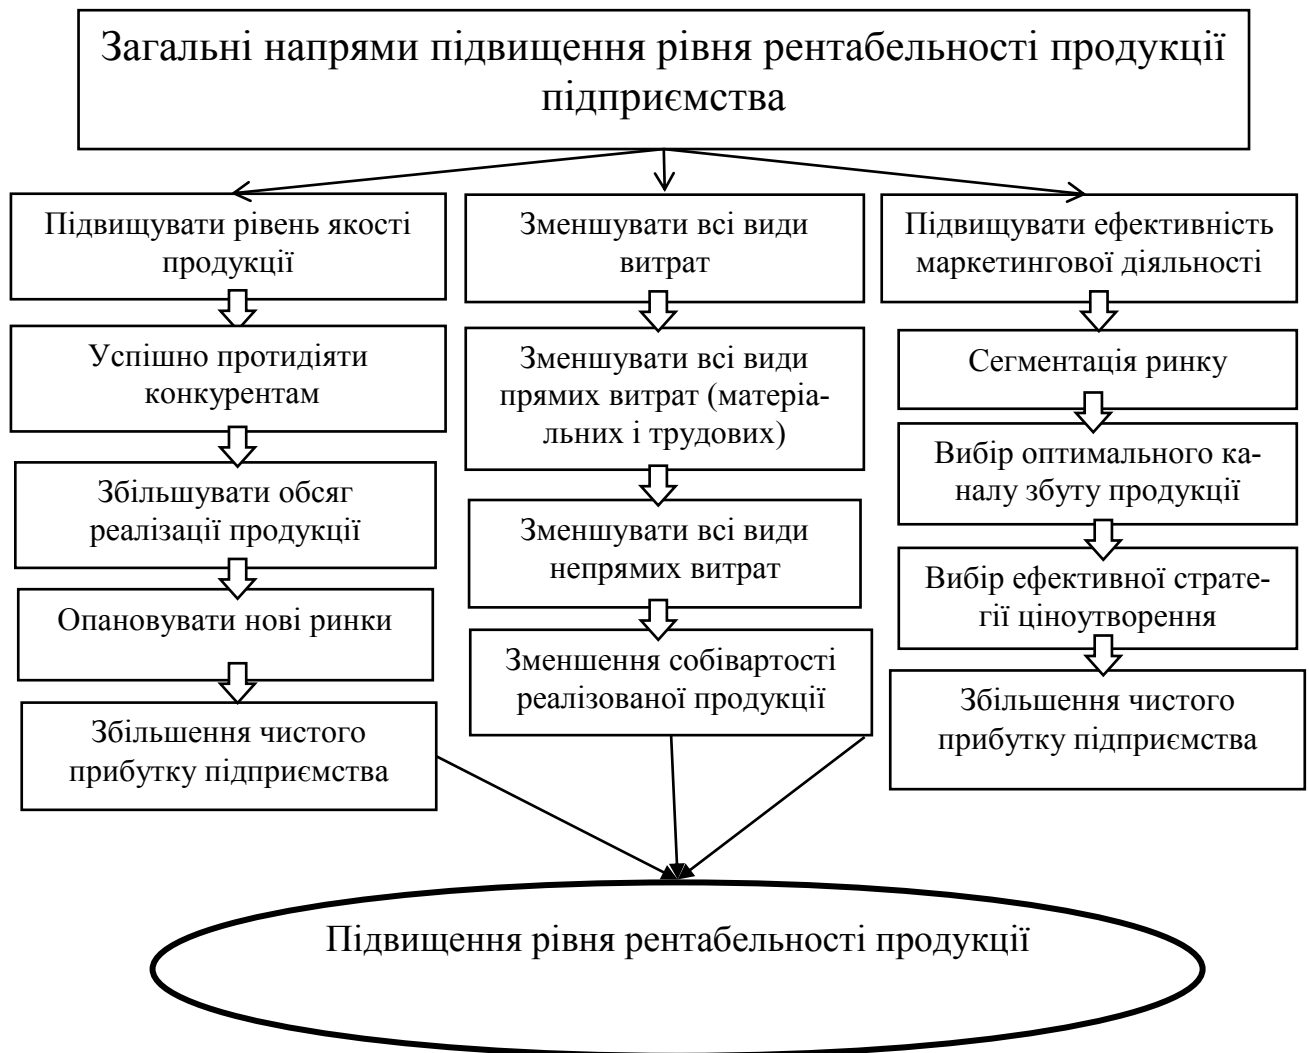 Загальні напрями підвищення рівня рентабельності продукції
підприємства
Підвищувати рівень якості
продукції
Успішно протидіяти
конкурентам
Збільшувати обсяг
реалізації продукції
Опановувати нові ринки
Збільшення чистого
прибутку підприємства
Зменшувати всі види
витрат
Зменшувати всі види
прямих витрат (матеріа-
льних і трудових)
Зменшувати всі види
непрямих витрат
Зменшення собівартості
реалізованої продукції
Підвищувати ефективність
маркетингової діяльності
Сегментація ринку
Вибір оптимального ка-
налу збуту продукції
Вибір ефективної страте-
гії ціноутворення
Збільшення чистого
прибутку підприємства
Підвищення рівня рентабельності продукції